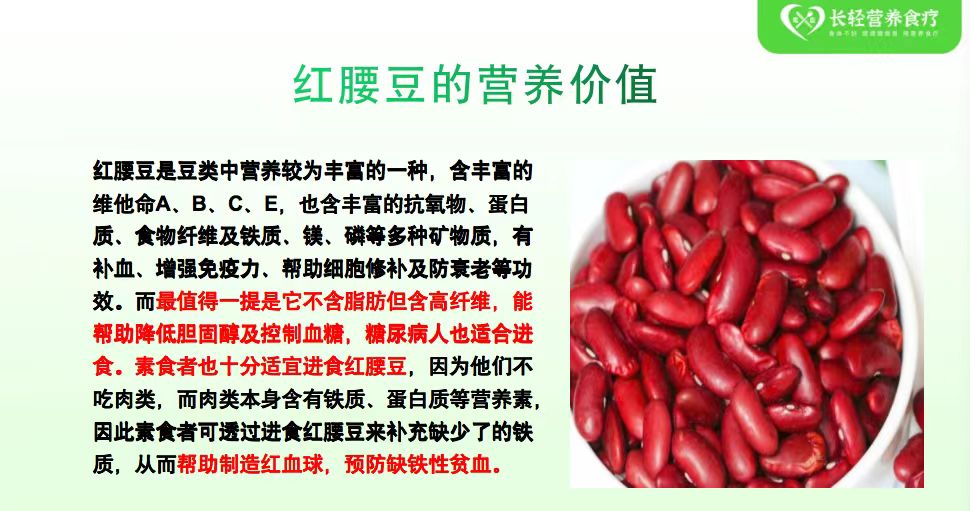 长轻营养食疗
红腰豆的营养价值
红腰豆是豆类中营养较为丰富的一种，含丰富的
维他命A、B、C、E，也含丰富的抗氧物、蛋白
质、食物纤维及铁质、镁、磷等多种矿物质，有
补血、增强免疫力、帮助细胞修补及防衰老等功
效。而最值得一提是它不含脂肪但含高纤维，能
帮助降低胆固醇及控制血糖，糖尿病人也适合进
食。素食者也十分适宜进食红腰豆，因为他们不
吃肉类，而肉类本身含有铁质、蛋白质等营养素，
因此素食者可透过进食红腰豆来补充缺少了的铁
质，从而帮助制造红血球，预防缺铁性贫血。